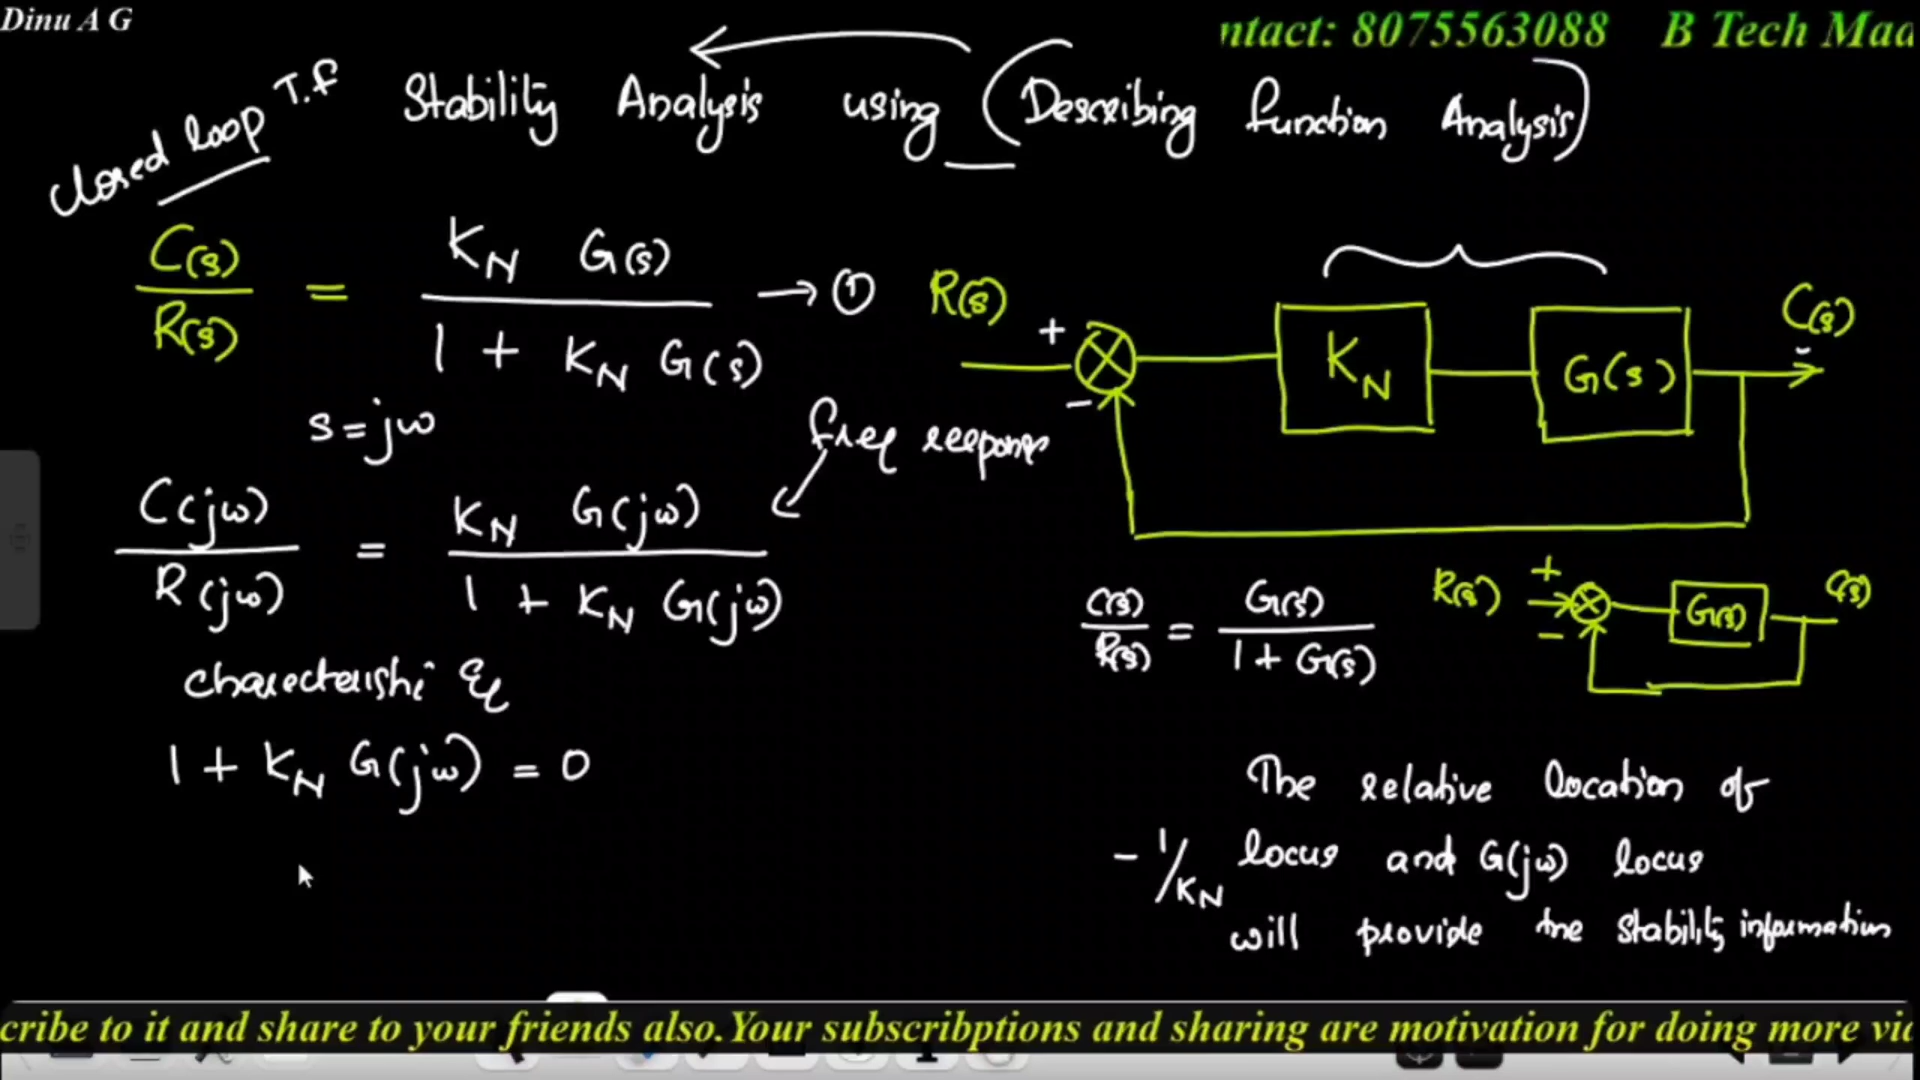 Dinu A G
ntact: 8075563088 B Tech Maa
closed loop T.f
Stability Analysis using (Describing function Analysis)
C(s)/R(s) = K_N G(s) / 1 + K_N G(s) → ①
s = jω
freq response
C(jω)/R(jω) = K_N G(jω) / 1 + K_N G(jω)
charecteristic Eq
1 + K_N G(jω) = 0
R(s) + - K_N G(s) C(s)
C(s)/R(s) = G(s) / 1 + G(s)
R(s) + - G(s) C(s)
The relative location of
- 1/K_N locus and G(jω) locus
will provide the stability information
cribe to it and share to your friends also. Your subscribptions and sharing are motivation for doing more vi